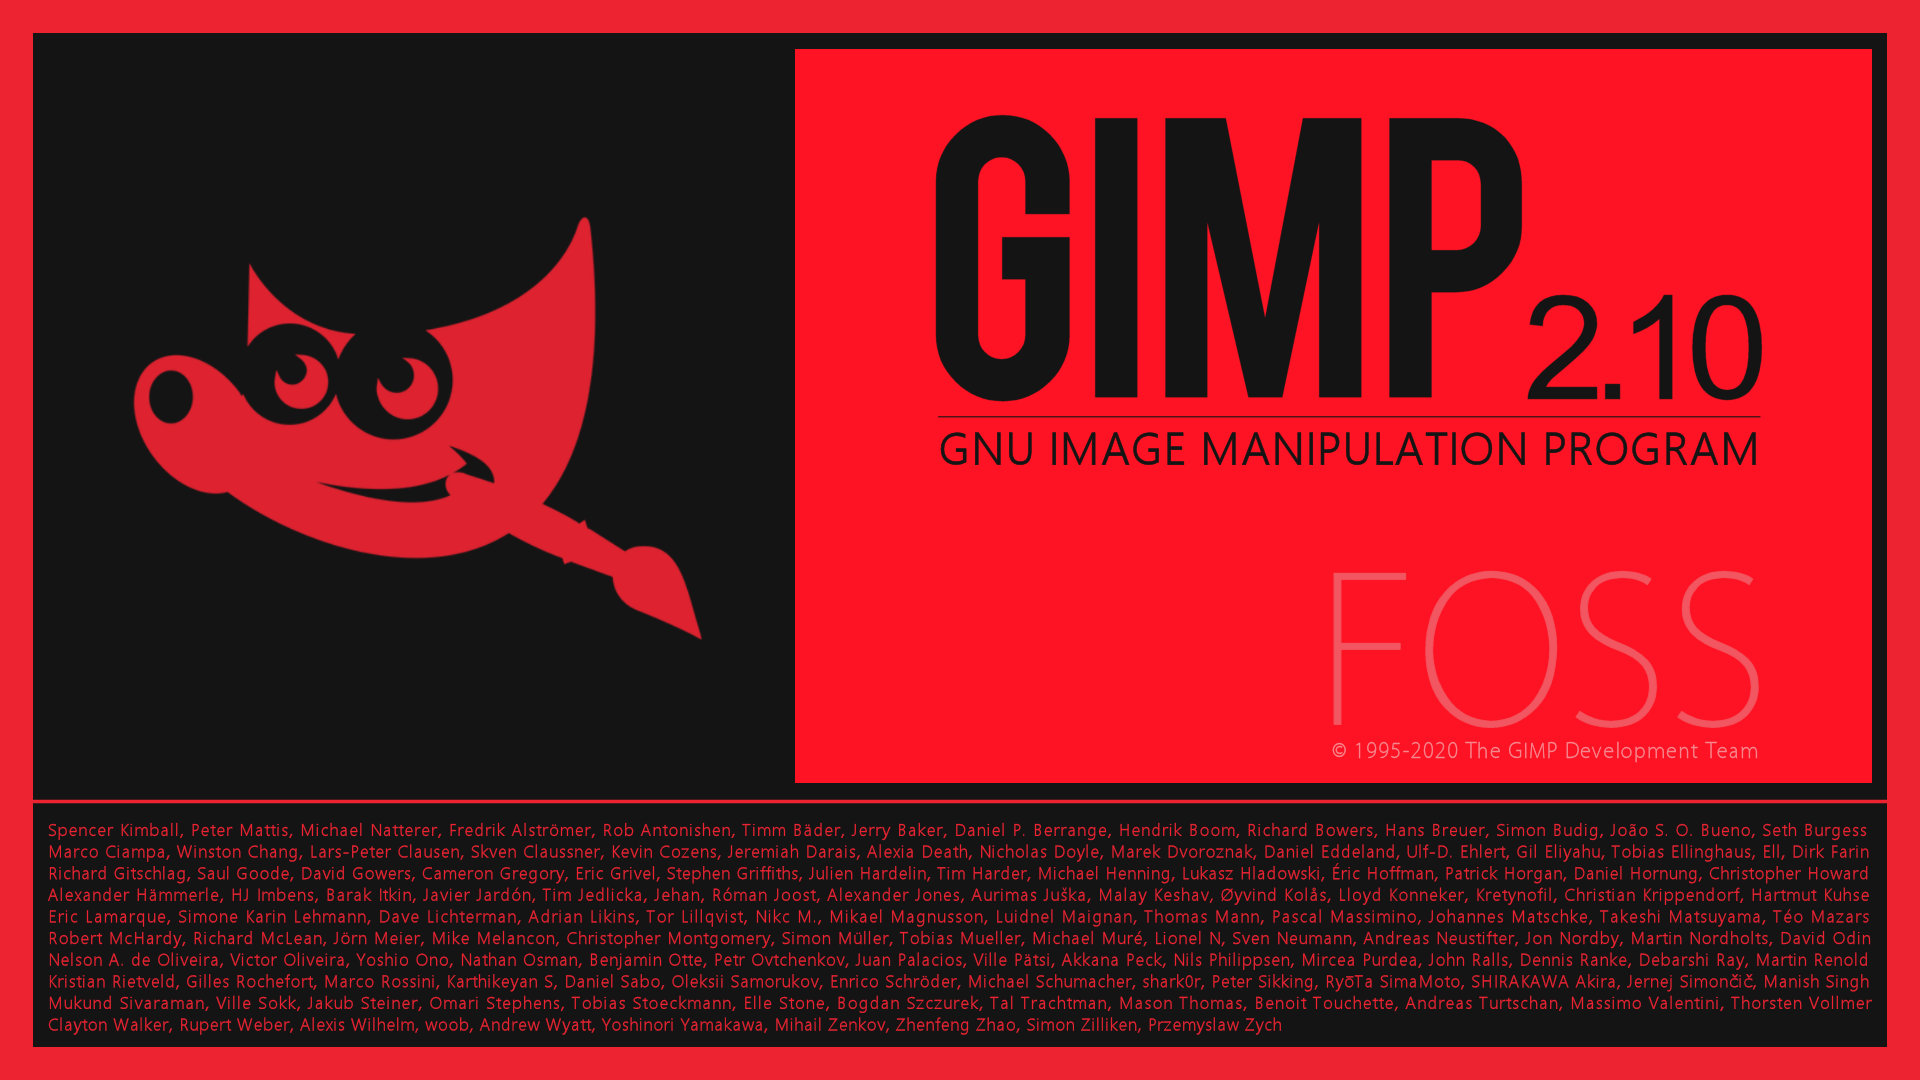 GIMP 2.10
GNU IMAGE MANIPULATION PROGRAM
FOSS
© 1995-2020 The GIMP Development Team
Spencer Kimball, Peter Mattis, Michael Natterer, Fredrik Alströmer, Rob Antonishen, Timm Bäder, Jerry Baker, Daniel P. Berrange, Hendrik Boom, Richard Bowers, Hans Breuer, Simon Budig, João S. O. Bueno, Seth Burgess
Marco Ciampa, Winston Chang, Lars-Peter Clausen, Skven Claussner, Kevin Cozens, Jeremiah Darais, Alexia Death, Nicholas Doyle, Marek Dvoroznak, Daniel Eddeland, Ulf-D. Ehlert, Gil Eliyahu, Tobias Ellinghaus, Ell, Dirk Farin
Richard Gitschlag, Saul Goode, David Gowers, Cameron Gregory, Eric Grivel, Stephen Griffiths, Julien Hardelin, Tim Harder, Michael Henning, Lukasz Hladowski, Éric Hoffman, Patrick Horgan, Daniel Hornung, Christopher Howard
Alexander Hämmerle, HJ Imbens, Barak Itkin, Javier Jardón, Tim Jedlicka, Jehan, Róman Joost, Alexander Jones, Aurimas Juška, Malay Keshav, Øyvind Kolås, Lloyd Konneker, Kretynofil, Christian Krippendorf, Hartmut Kuhse
Eric Lamarque, Simone Karin Lehmann, Dave Lichterman, Adrian Likins, Tor Lillqvist, Nikc M., Mikael Magnusson, Luidnel Maignan, Thomas Mann, Pascal Massimino, Johannes Matschke, Takeshi Matsuyama, Téo Mazars
Robert McHardy, Richard McLean, Jörn Meier, Mike Melancon, Christopher Montgomery, Simon Müller, Tobias Mueller, Michael Muré, Lionel N, Sven Neumann, Andreas Neustifter, Jon Nordby, Martin Nordholts, David Odin
Nelson A. de Oliveira, Victor Oliveira, Yoshio Ono, Nathan Osman, Benjamin Otte, Petr Ovtchenkov, Juan Palacios, Ville Pätsi, Akkana Peck, Nils Philippsen, Mircea Purdea, John Ralls, Dennis Ranke, Debarshi Ray, Martin Renold
Kristian Rietveld, Gilles Rochefort, Marco Rossini, Karthikeyan S, Daniel Sabo, Oleksii Samorukov, Enrico Schröder, Michael Schumacher, shark0r, Peter Sikking, RyōTa SimaMoto, SHIRAKAWA Akira, Jernej Simončič, Manish Singh
Mukund Sivaraman, Ville Sokk, Jakub Steiner, Omari Stephens, Tobias Stoeckmann, Elle Stone, Bogdan Szczurek, Tal Trachtman, Mason Thomas, Benoit Touchette, Andreas Turtschan, Massimo Valentini, Thorsten Vollmer
Clayton Walker, Rupert Weber, Alexis Wilhelm, woob, Andrew Wyatt, Yoshinori Yamakawa, Mihail Zenkov, Zhenfeng Zhao, Simon Zilliken, Przemyslaw Zych